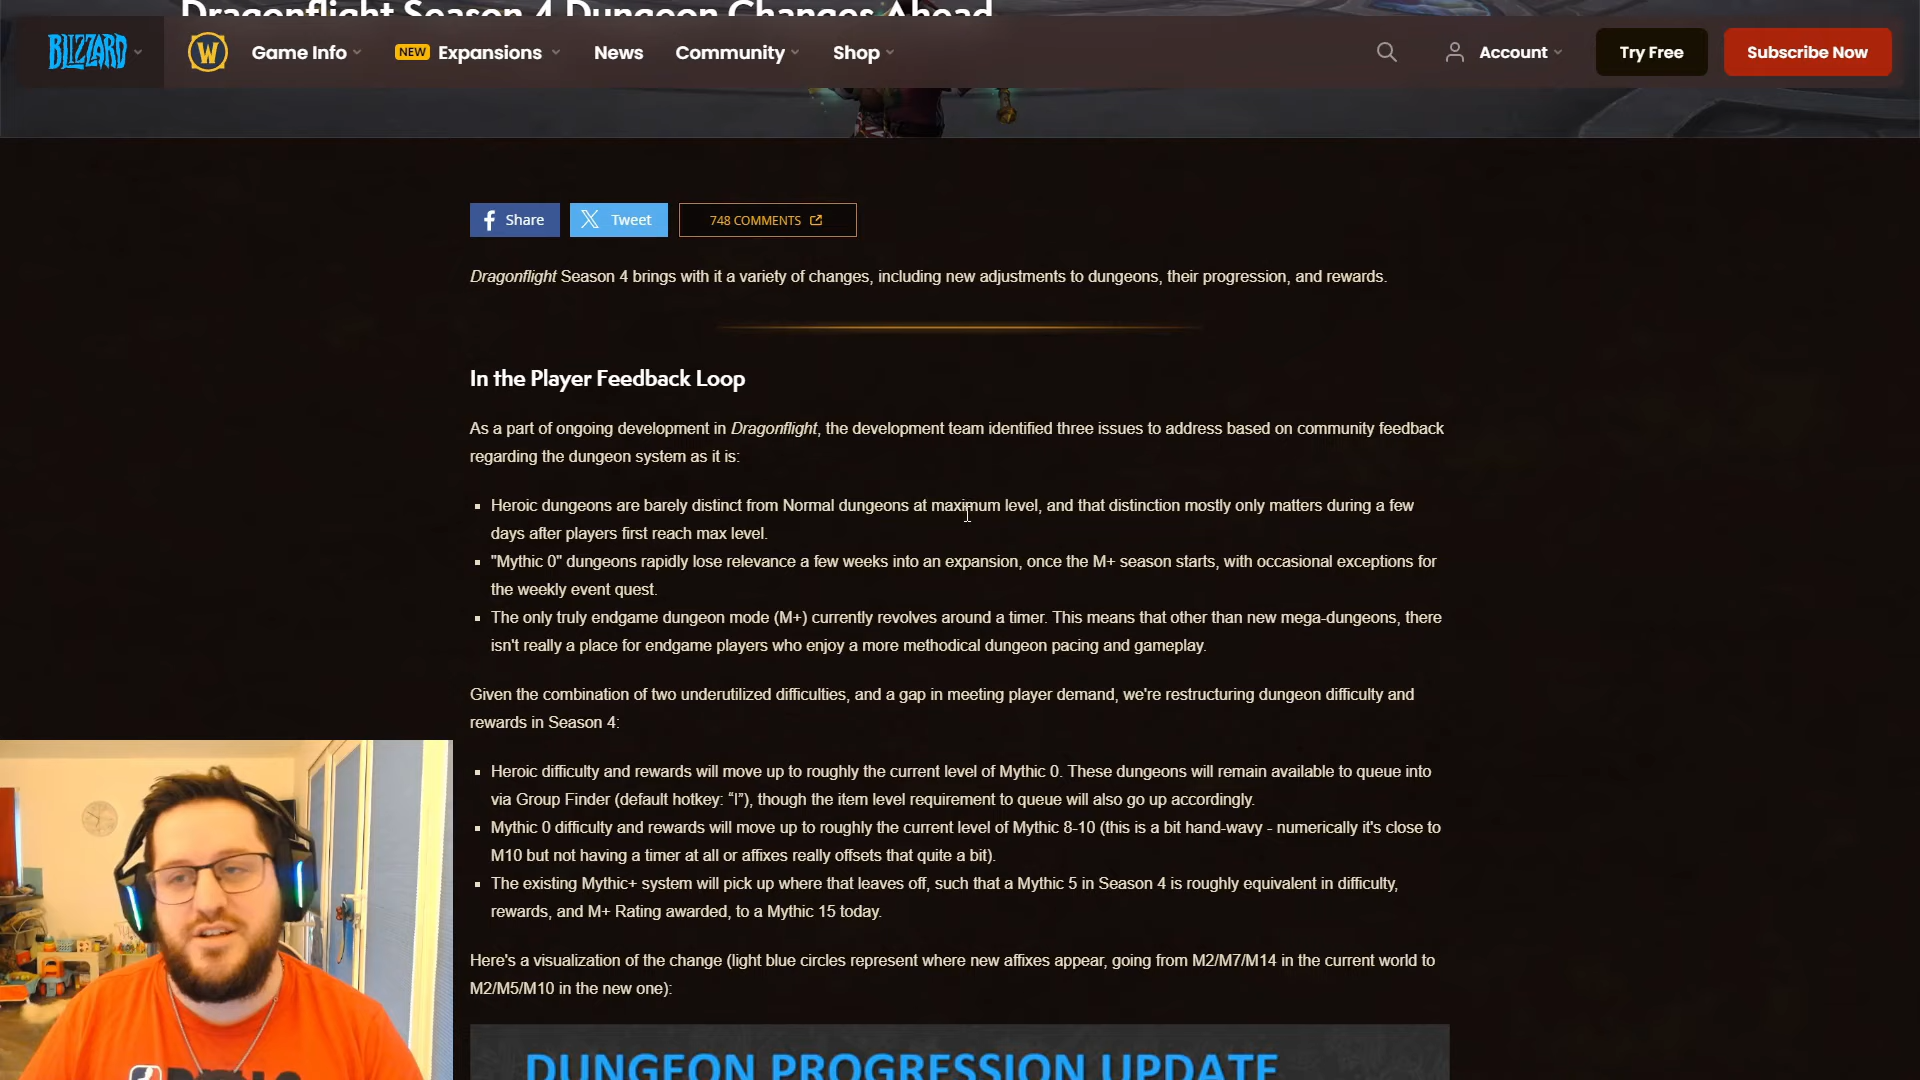 Dragonflight Season 4 Dungeon Changes Ahead
BLIZZARD
W
Game Info
NEW Expansions
News
Community
Shop
Account
Try Free
Subscribe Now
Share
Tweet
748 COMMENTS
Dragonflight Season 4 brings with it a variety of changes, including new adjustments to dungeons, their progression, and rewards.
In the Player Feedback Loop
As a part of ongoing development in Dragonflight, the development team identified three issues to address based on community feedback
regarding the dungeon system as it is:
Heroic dungeons are barely distinct from Normal dungeons at maximum level, and that distinction mostly only matters during a few
days after players first reach max level.
"Mythic 0" dungeons rapidly lose relevance a few weeks into an expansion, once the M+ season starts, with occasional exceptions for
the weekly event quest.
The only truly endgame dungeon mode (M+) currently revolves around a timer. This means that other than new mega-dungeons, there
isn't really a place for endgame players who enjoy a more methodical dungeon pacing and gameplay.
Given the combination of two underutilized difficulties, and a gap in meeting player demand, we're restructuring dungeon difficulty and
rewards in Season 4:
Heroic difficulty and rewards will move up to roughly the current level of Mythic 0. These dungeons will remain available to queue into
via Group Finder (default hotkey: “I”), though the item level requirement to queue will also go up accordingly.
Mythic 0 difficulty and rewards will move up to roughly the current level of Mythic 8-10 (this is a bit hand-wavy - numerically it's close to
M10 but not having a timer at all or affixes really offsets that quite a bit).
The existing Mythic+ system will pick up where that leaves off, such that a Mythic 5 in Season 4 is roughly equivalent in difficulty,
rewards, and M+ Rating awarded, to a Mythic 15 today.
Here's a visualization of the change (light blue circles represent where new affixes appear, going from M2/M7/M14 in the current world to
M2/M5/M10 in the new one):
DUNGEON PROGRESSION UPDATE